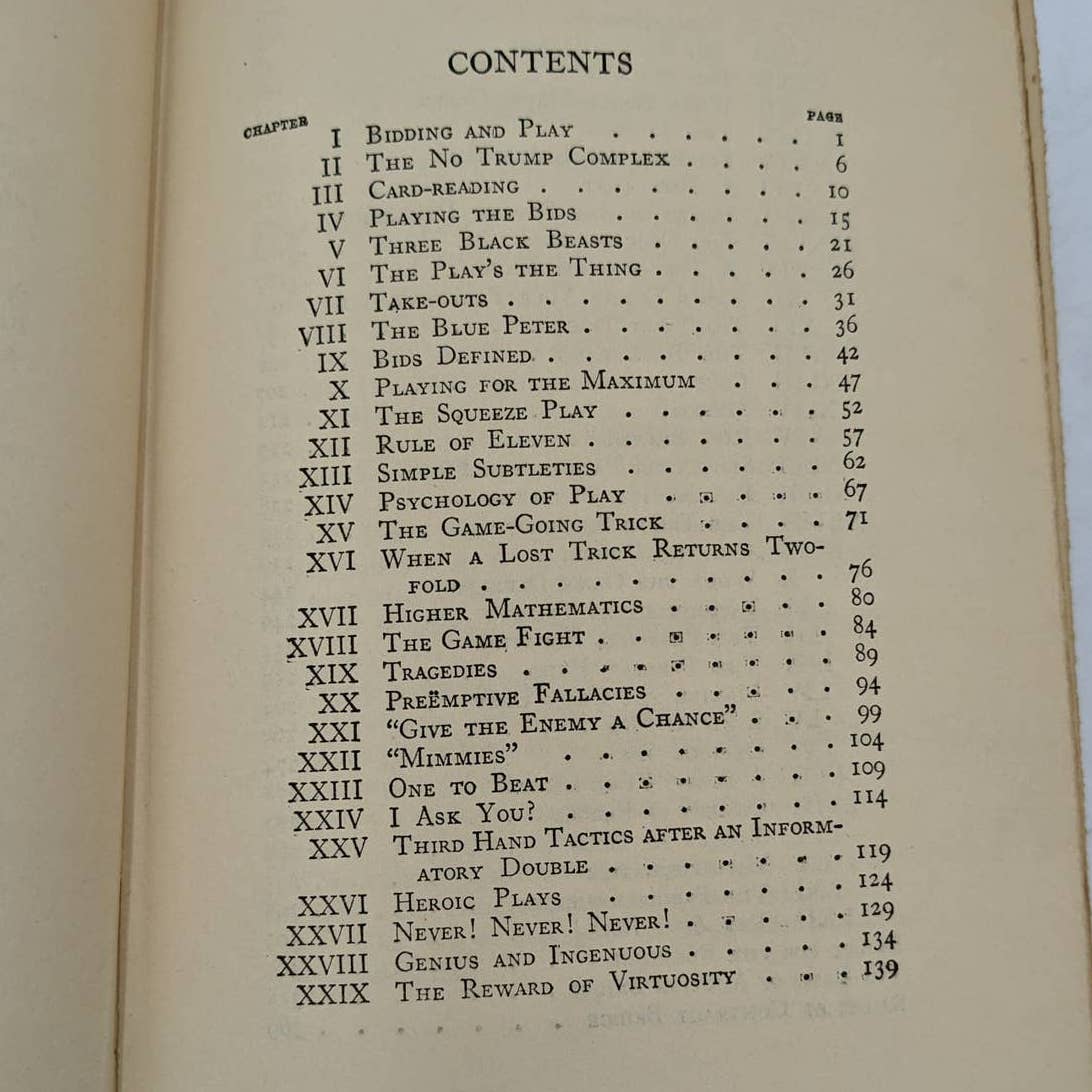 CONTENTS
CHAPTER PAGE
I BIDDING AND PLAY . . . . . . 1
II THE NO TRUMP COMPLEX . . . . 6
III CARD-READING . . . . . . . . 10
IV PLAYING THE BIDS . . . . . . 15
V THREE BLACK BEASTS . . . . . 21
VI THE PLAY'S THE THING . . . . . 26
VII TAKE-OUTS . . . . . . . . . 31
VIII THE BLUE PETER . . . . . . . 36
IX BIDS DEFINED . . . . . . . . 42
X PLAYING FOR THE MAXIMUM . . . 47
XI THE SQUEEZE PLAY . . . . . . 52
XII RULE OF ELEVEN . . . . . . . 57
XIII SIMPLE SUBTLETIES . . . . . . 62
XIV PSYCHOLOGY OF PLAY . . . . . 67
XV THE GAME-GOING TRICK . . . . 71
XVI WHEN A LOST TRICK RETURNS TWO-
FOLD . . . . . . . . . . 76
XVII HIGHER MATHEMATICS . . . . . 80
XVIII THE GAME FIGHT . . . . . . . 84
XIX TRAGEDIES . . . . . . . . . 89
XX PREËMPTIVE FALLACIES . . . . . 94
XXI "GIVE THE ENEMY A CHANCE" . . . 99
XXII "MIMMIES" . . . . . . . . 104
XXIII ONE TO BEAT . . . . . . . . 109
XXIV I ASK YOU? . . . . . . . . 114
XXV THIRD HAND TACTICS AFTER AN INFORM-
ATORY DOUBLE . . . . . . . 119
XXVI HEROIC PLAYS . . . . . . . 124
XXVII NEVER! NEVER! NEVER! . . . . . 129
XXVIII GENIUS AND INGENUOUS . . . . . 134
XXIX THE REWARD OF VIRTUOSITY . . . 139